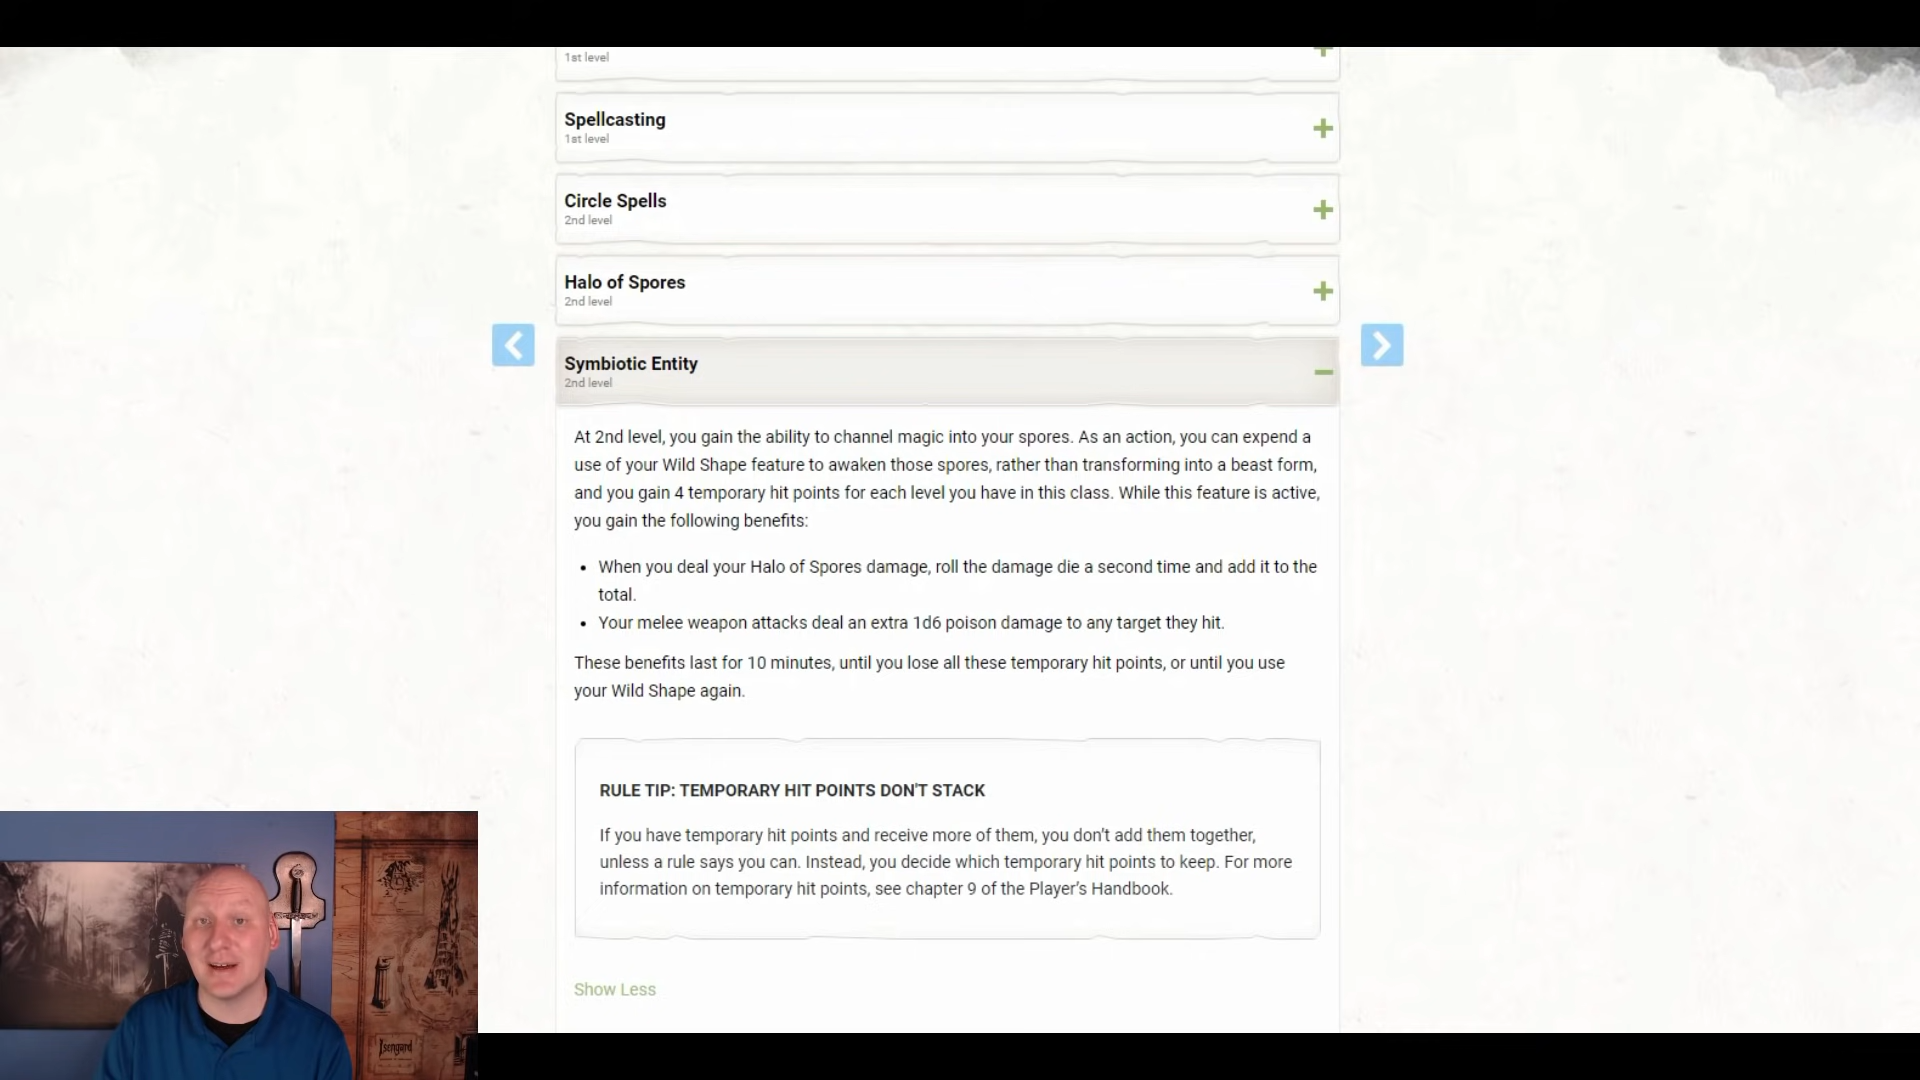 1st level
Spellcasting
1st level
Circle Spells
2nd level
Halo of Spores
2nd level
Symbiotic Entity
2nd level
At 2nd level, you gain the ability to channel magic into your spores. As an action, you can expend a
use of your Wild Shape feature to awaken those spores, rather than transforming into a beast form,
and you gain 4 temporary hit points for each level you have in this class. While this feature is active,
you gain the following benefits:
• When you deal your Halo of Spores damage, roll the damage die a second time and add it to the
total.
• Your melee weapon attacks deal an extra 1d6 poison damage to any target they hit.
These benefits last for 10 minutes, until you lose all these temporary hit points, or until you use
your Wild Shape again.
RULE TIP: TEMPORARY HIT POINTS DON'T STACK
If you have temporary hit points and receive more of them, you don't add them together,
unless a rule says you can. Instead, you decide which temporary hit points to keep. For more
information on temporary hit points, see chapter 9 of the Player's Handbook.
Show Less
Isengard